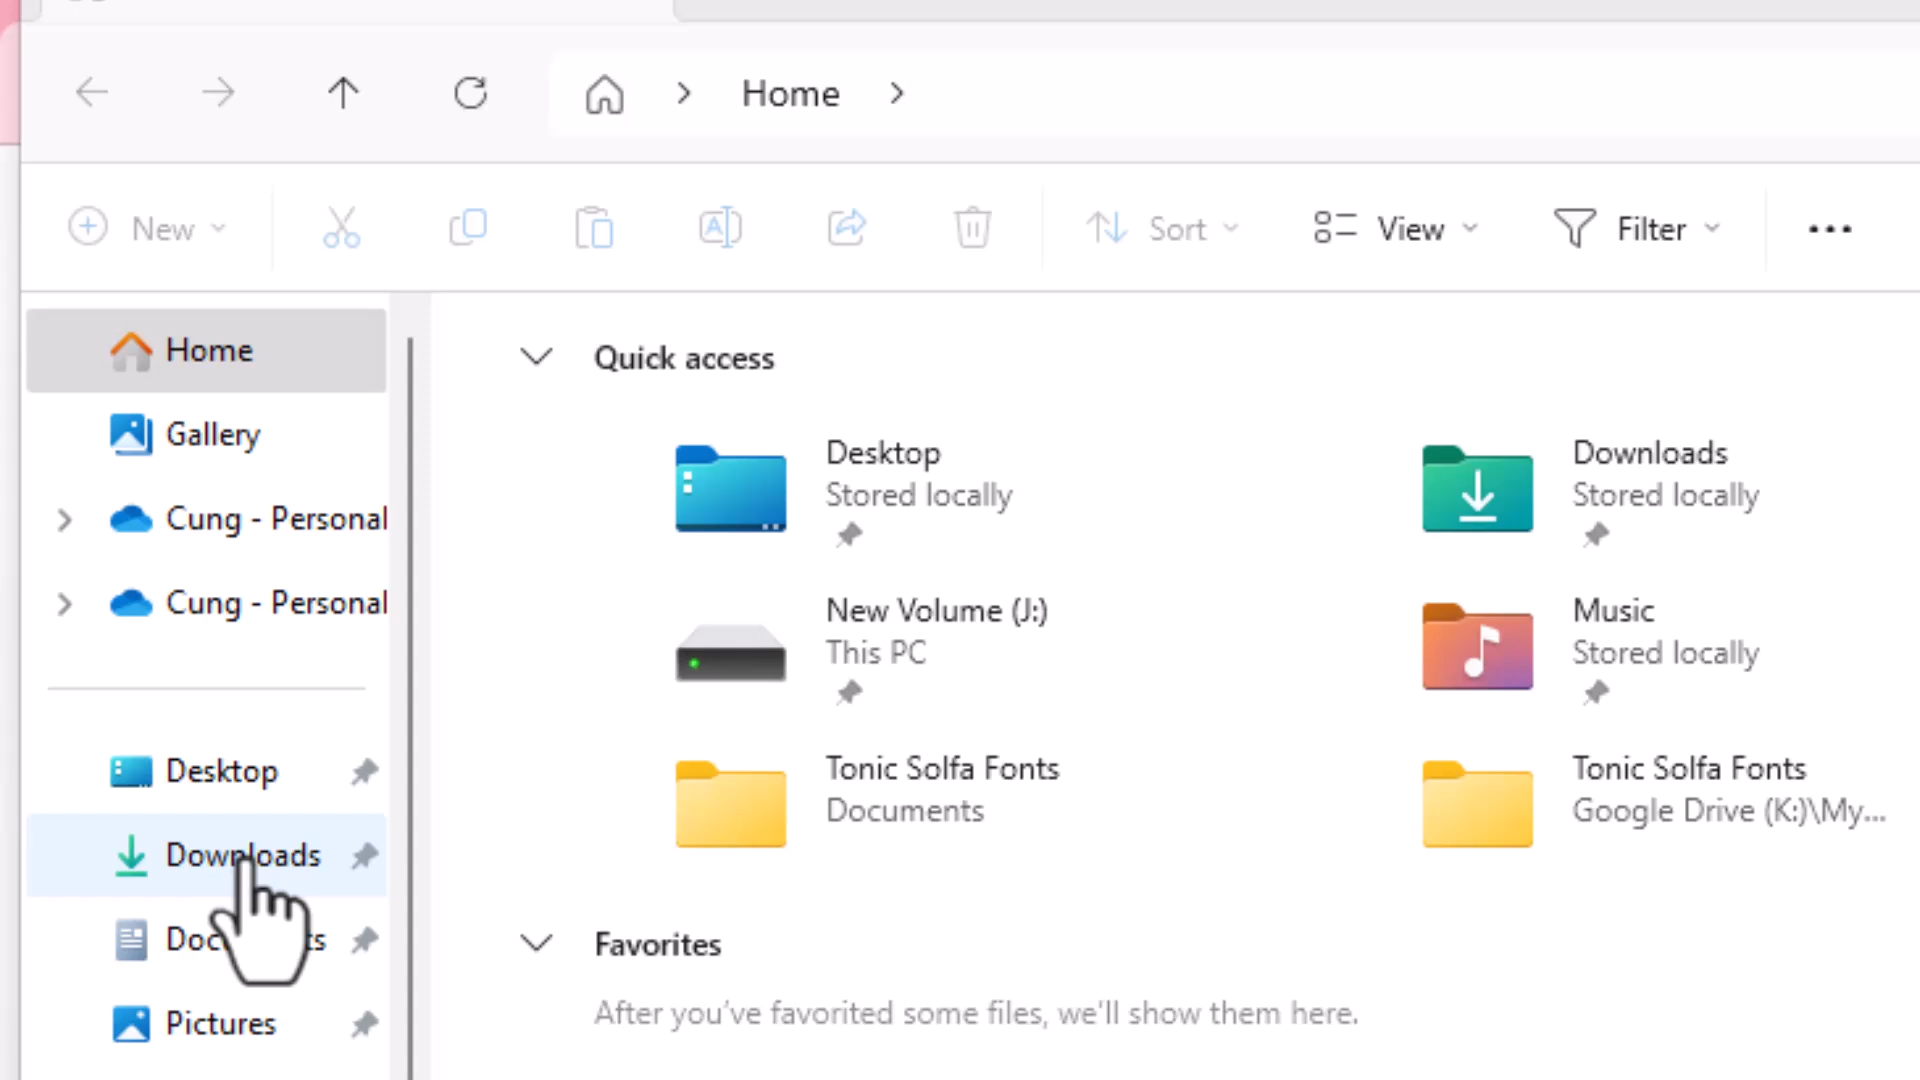 Home
New
Sort
View
Filter
Home
Gallery
Cung - Personal
Cung - Personal
Desktop
Downloads
Pictures
Quick access
Desktop
Stored locally
Downloads
Stored locally
New Volume (J:)
This PC
Music
Stored locally
Tonic Solfa Fonts
Documents
Tonic Solfa Fonts
Google Drive (K:)\My...
Favorites
After you've favorited some files, we'll show them here.